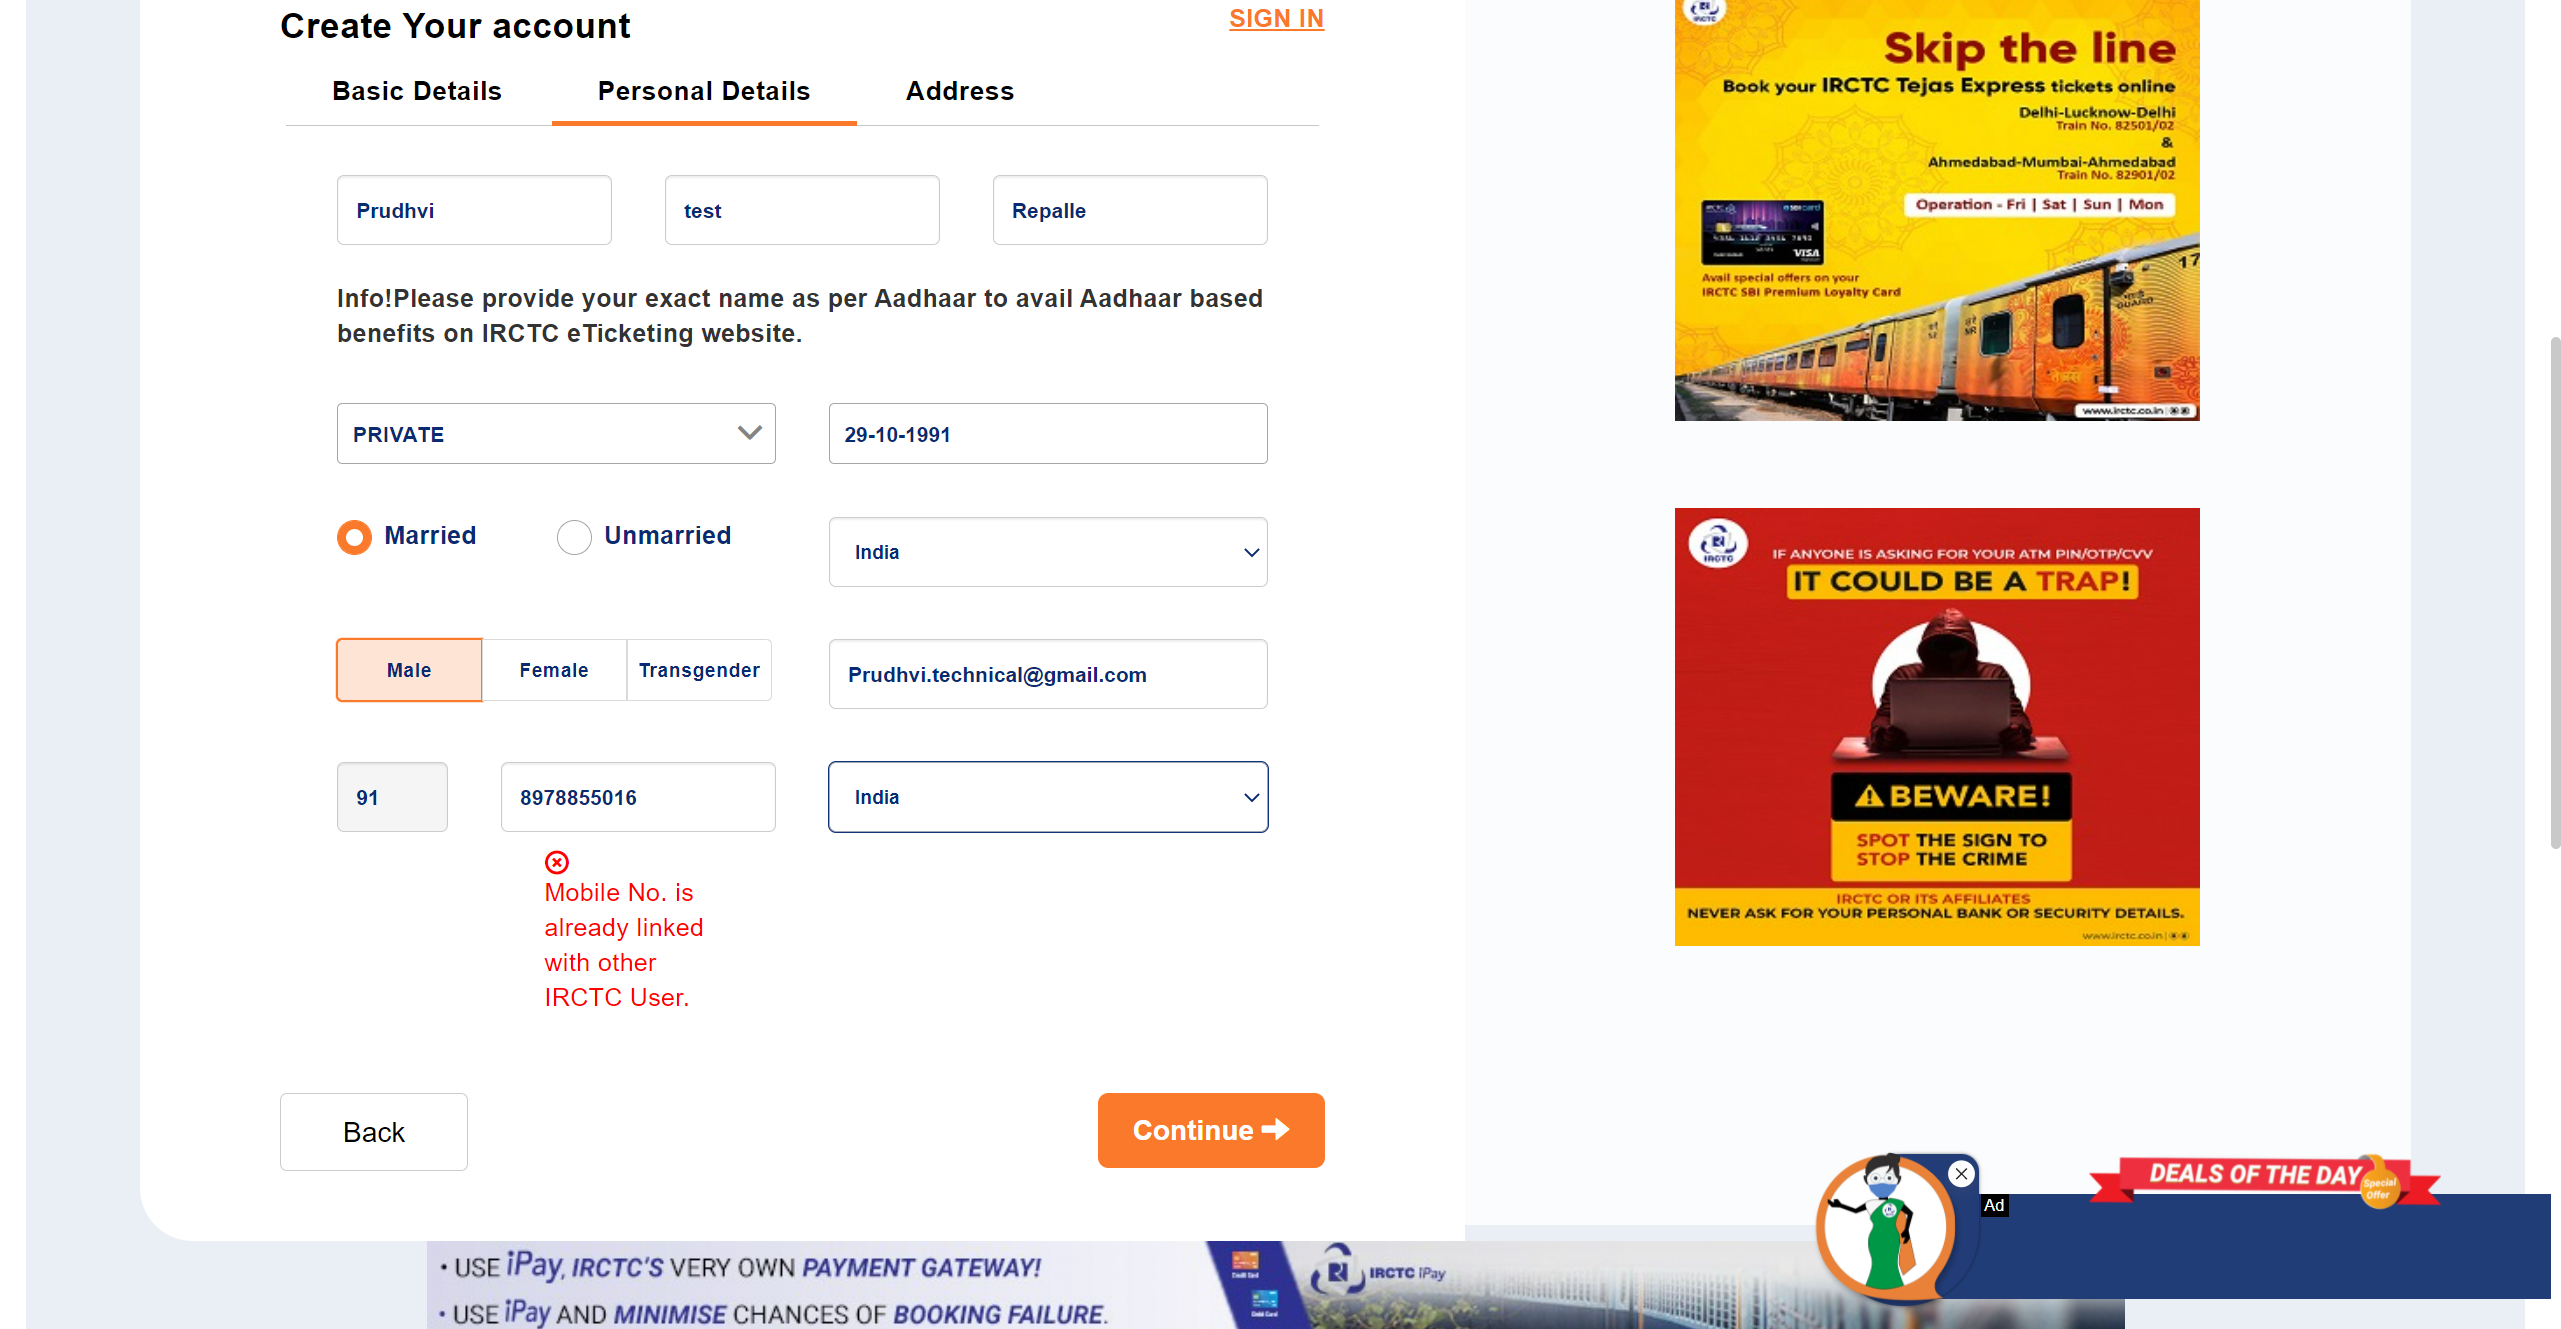 Create Your account
SIGN IN
Basic Details
Personal Details
Address
Prudhvi
test
Repalle
Info!Please provide your exact name as per Aadhaar to avail Aadhaar based
benefits on IRCTC eTicketing website.
PRIVATE
29-10-1991
Married
Unmarried
India
Male
Female
Transgender
Prudhvi.technical@gmail.com
91
8978855016
India
Mobile No. is
already linked
with other
IRCTC User.
Back
Continue
IRCTC
Skip the line
Book your IRCTC Tejas Express tickets online
Delhi-Lucknow-Delhi
Train No. 82501/02
&
Ahmedabad-Mumbai-Ahmedabad
Train No. 82901/02
Operation - Fri | Sat | Sun | Mon
VISA
Avail special offers on your
IRCTC SBI Premium Loyalty Card
17
www.irctc.co.in
IRCTC
IF ANYONE IS ASKING FOR YOUR ATM PIN/OTP/CVV
IT COULD BE A TRAP!
BEWARE!
SPOT THE SIGN TO
STOP THE CRIME
IRCTC OR ITS AFFILIATES
NEVER ASK FOR YOUR PERSONAL BANK OR SECURITY DETAILS.
www.irctc.co.in
DEALS OF THE DAY
Special
Offer
Ad
• USE iPay, IRCTC'S VERY OWN PAYMENT GATEWAY!
• USE iPay AND MINIMISE CHANCES OF BOOKING FAILURE.
Credit Card
Debit Card
IRCTC iPay